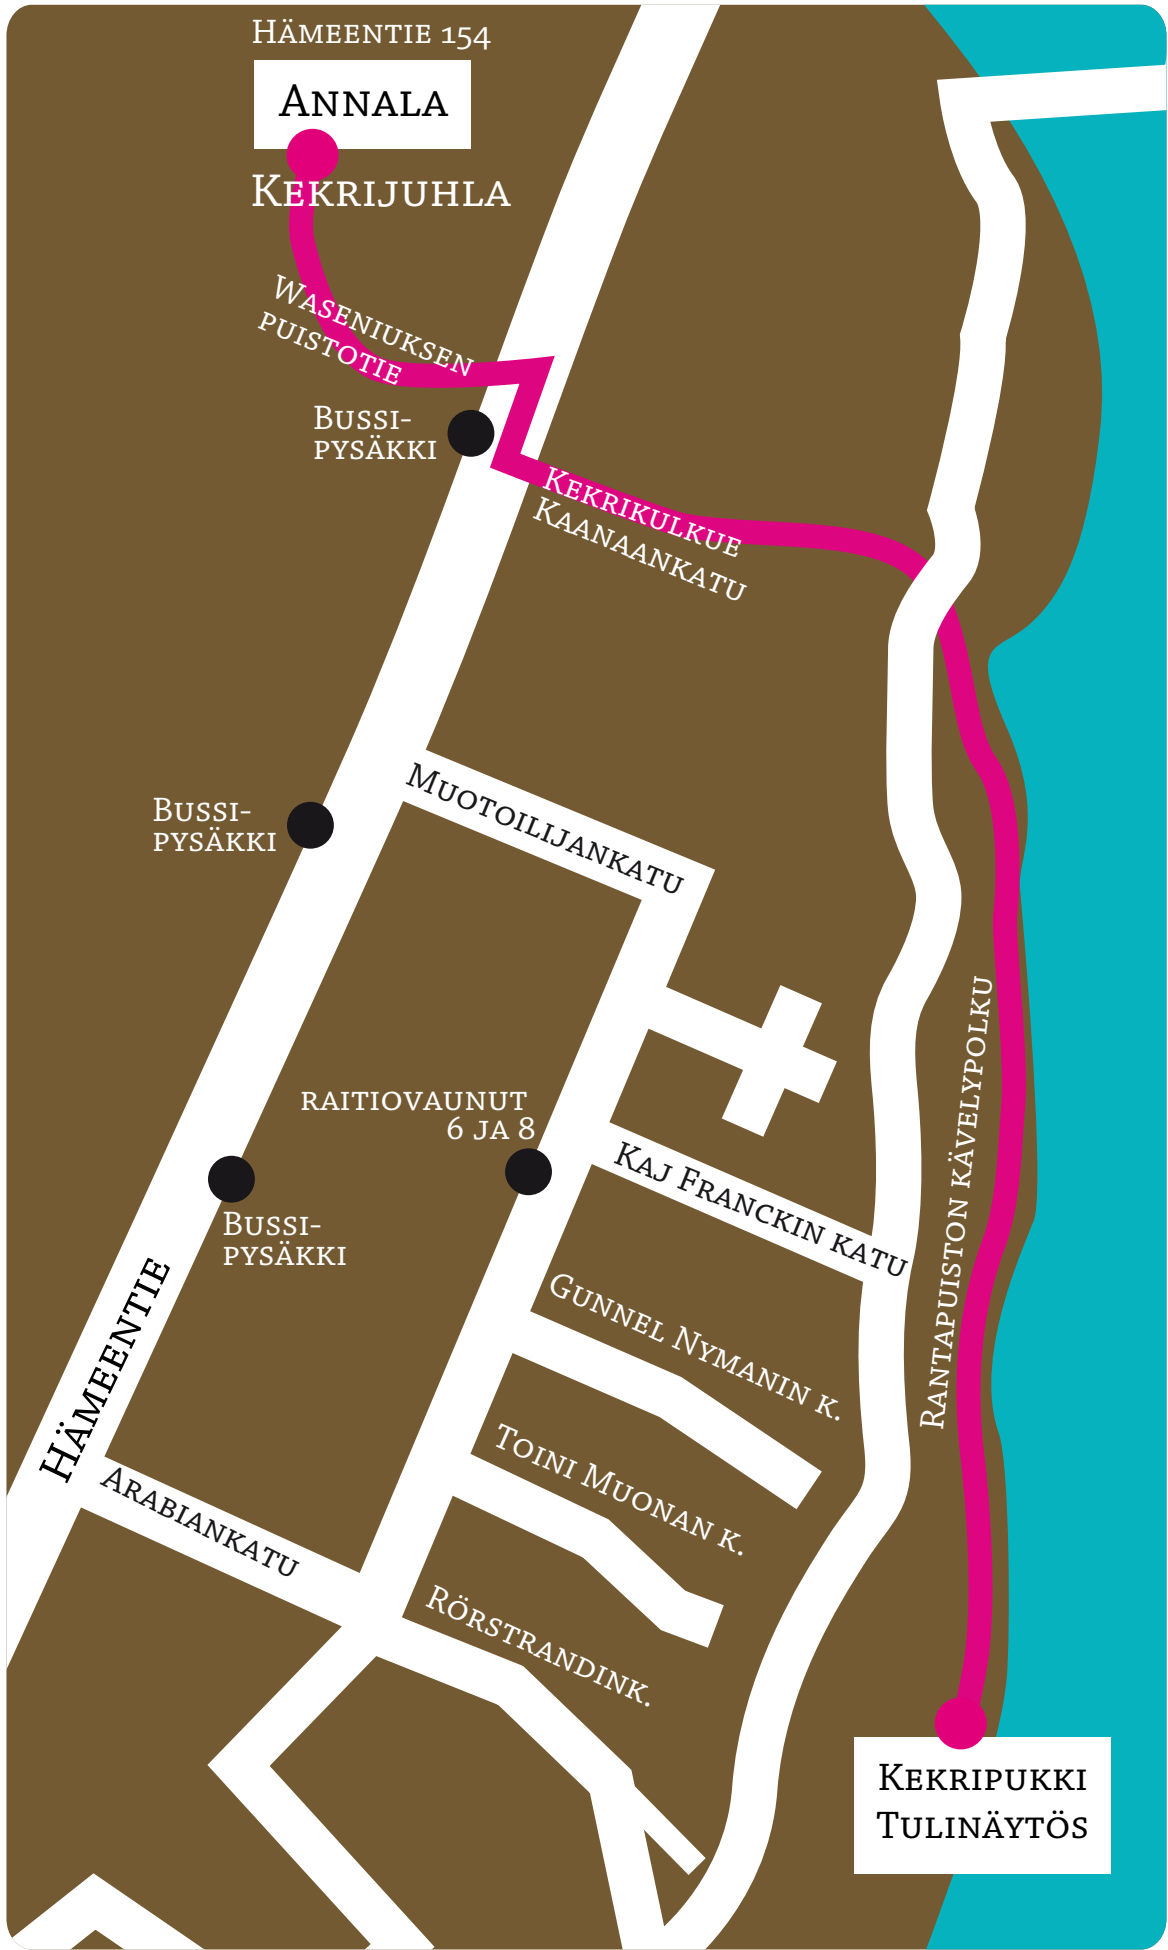 Hämeentie 154
Annala
Kekrijuhla
Waseniuksen
puistotie
Bussi-
pysäkki
Kekrikulkue
Kaanaankatu
Muotoilijankatu
Bussi-
pysäkki
Rantapuiston kävelypolku
raitiovaunut
6 ja 8
Kaj Franckin katu
Bussi-
pysäkki
Hämeentie
Gunnel Nymanin k.
Toini Muonan k.
Arabiankatu
Rörstrandink.
Kekripukki
Tulinäytös